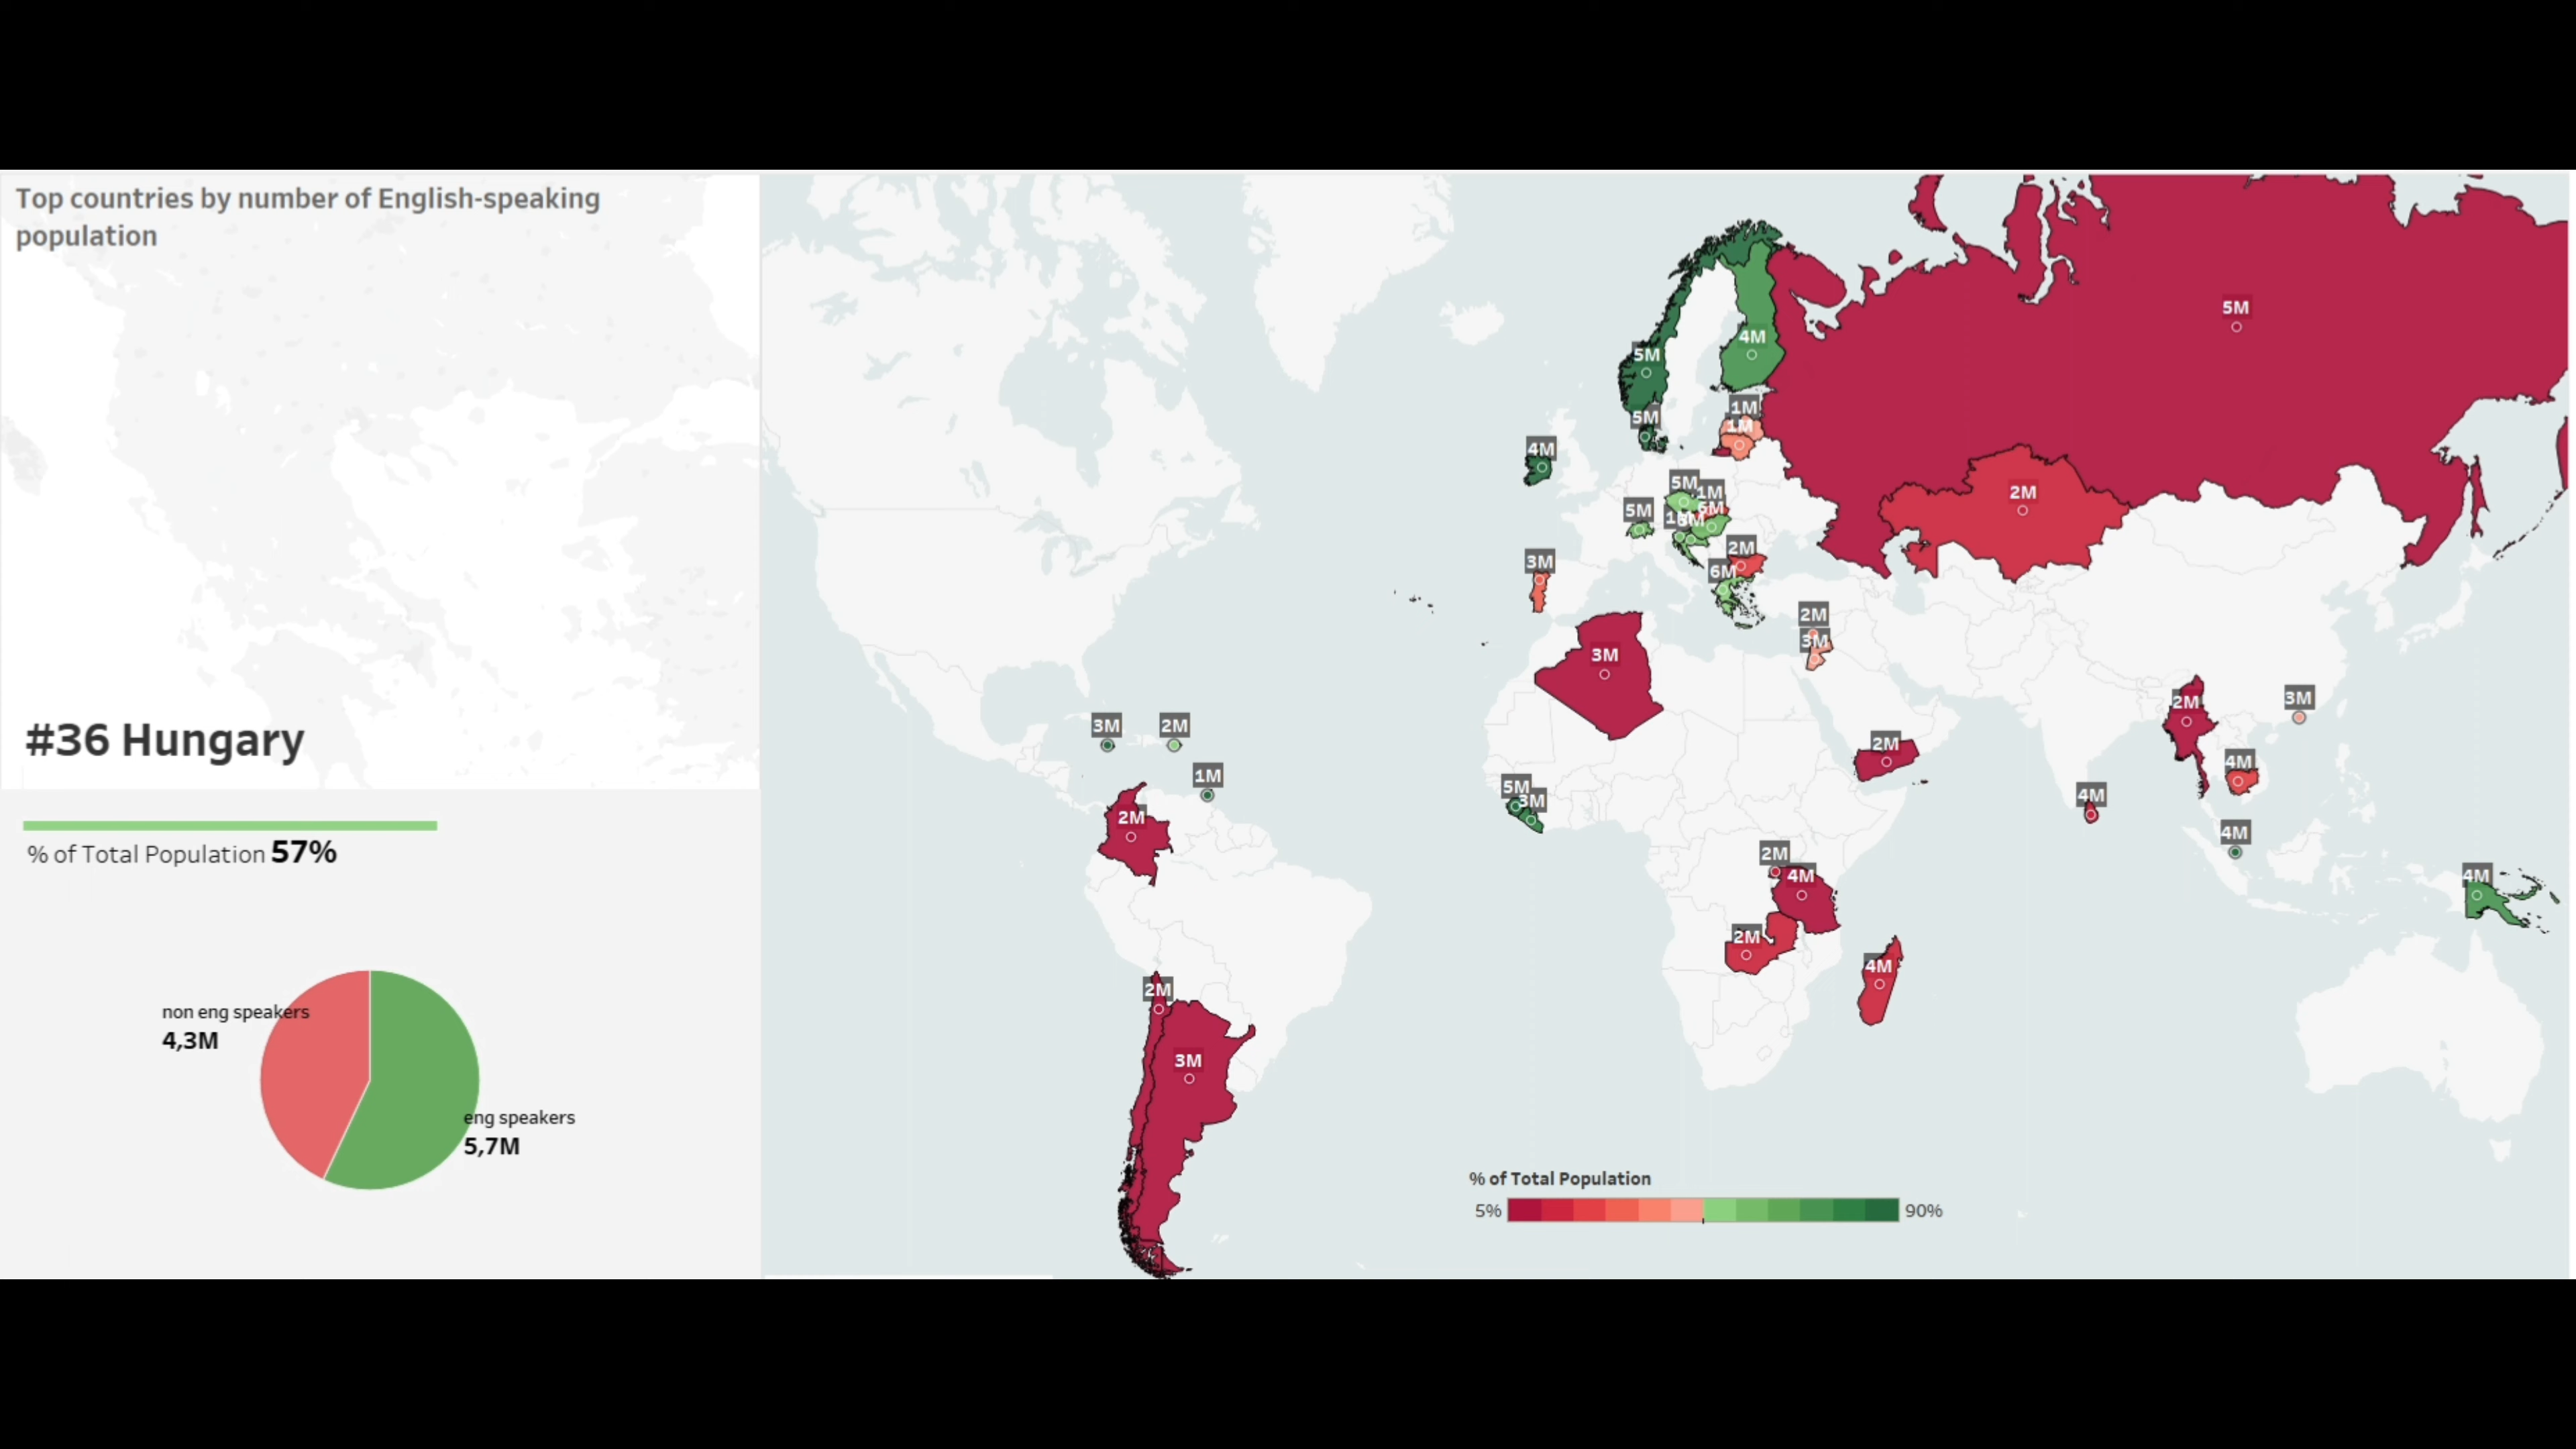 Top countries by number of English-speaking
population
#36 Hungary
% of Total Population 57%
non eng speakers
4,3M
eng speakers
5,7M
5M
4M
5M
5M
1M
1M
4M
5M
1M
6M
5M
2M
2M
3M
6M
2M
3M
3M
3M
2M
2M
3M
1M
2M
4M
5M
3M
4M
2M
4M
2M
4M
4M
2M
4M
2M
3M
% of Total Population
5%
90%